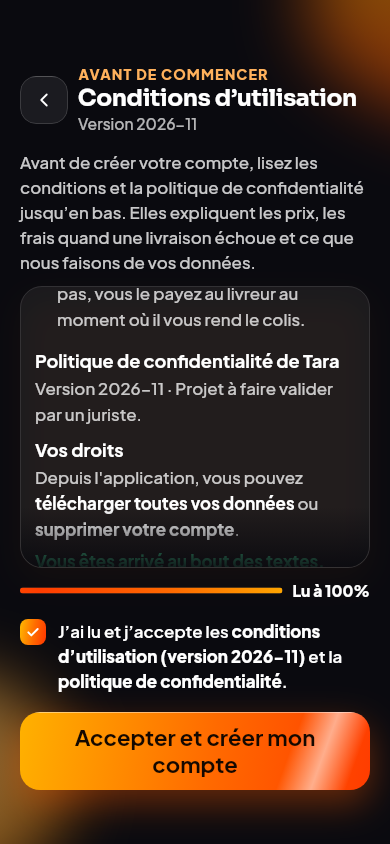 AVANT DE COMMENCER
Conditions d’utilisation
Version 2026-11
Avant de créer votre compte, lisez les
conditions et la politique de confidentialité
jusqu’en bas. Elles expliquent les prix, les
frais quand une livraison échoue et ce que
nous faisons de vos données.
pas, vous le payez au livreur au
moment où il vous rend le colis.
Politique de confidentialité de Tara
Version 2026-11 · Projet à faire valider
par un juriste.
Vos droits
Depuis l'application, vous pouvez
télécharger toutes vos données ou
supprimer votre compte.
Vous êtes arrivé au bout des textes.
Lu à 100%
J’ai lu et j’accepte les conditions
d’utilisation (version 2026-11) et la
politique de confidentialité.
Accepter et créer mon
compte